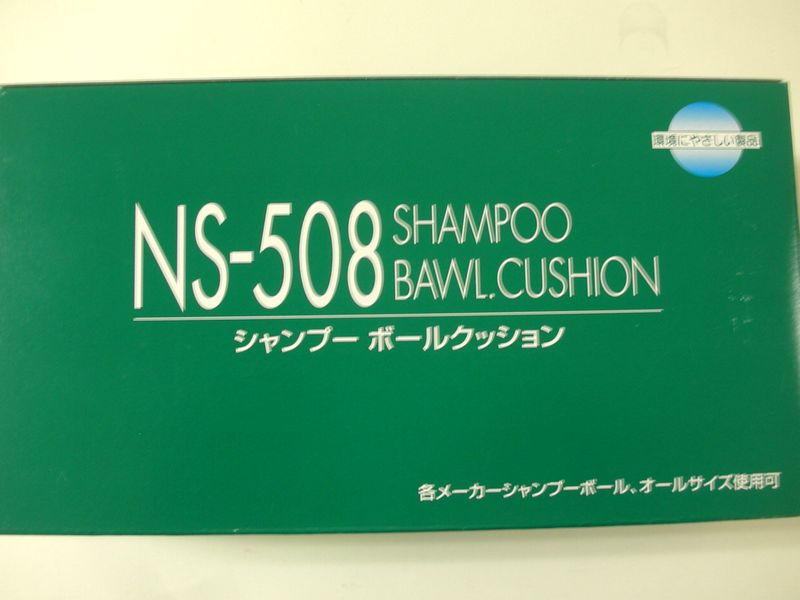 環境にやさしい製品
NS-508 SHAMPOO
BAWL.CUSHION
シャンプー ボールクッション
各メーカーシャンプーボール、オールサイズ使用可